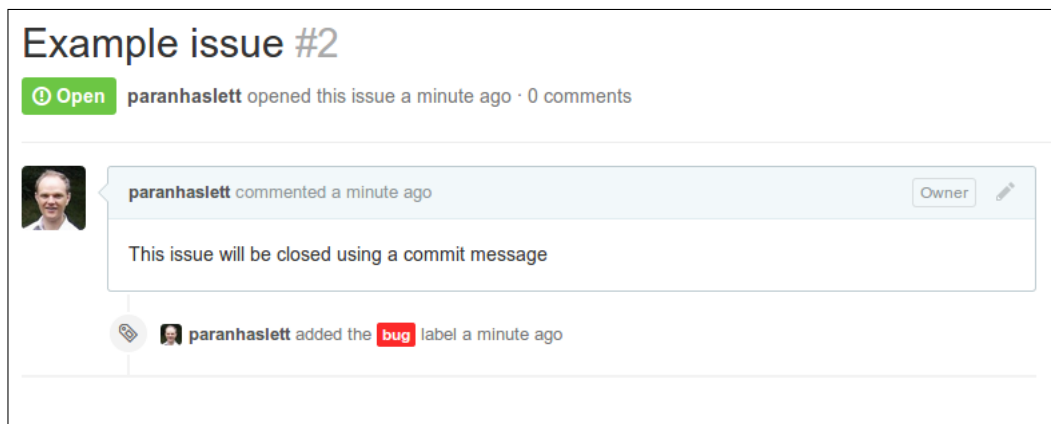 Example issue #2
Open paranhaslett opened this issue a minute ago · 0 comments
paranhaslett commented a minute ago Owner
This issue will be closed using a commit message
paranhaslett added the bug label a minute ago